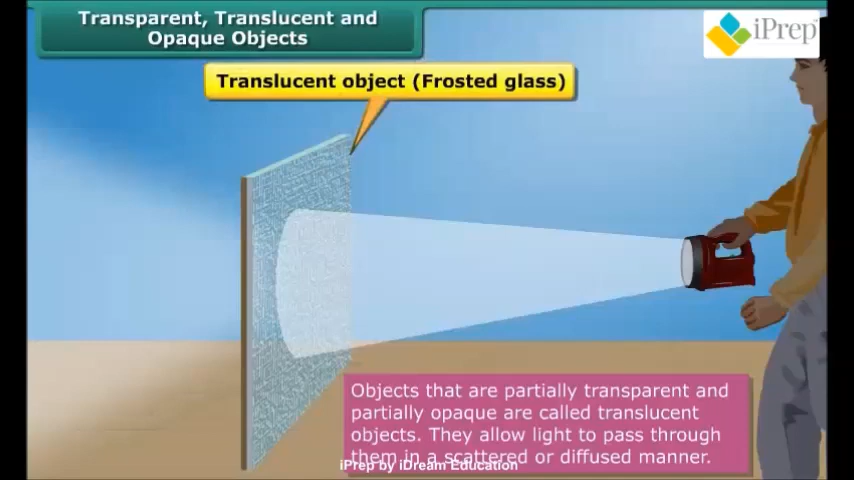 Transparent, Translucent and
Opaque Objects
iPrep
Translucent object (Frosted glass)
Objects that are partially transparent and
partially opaque are called translucent
objects. They allow light to pass through
them in a scattered or diffused manner.
iPrep by iDream Education